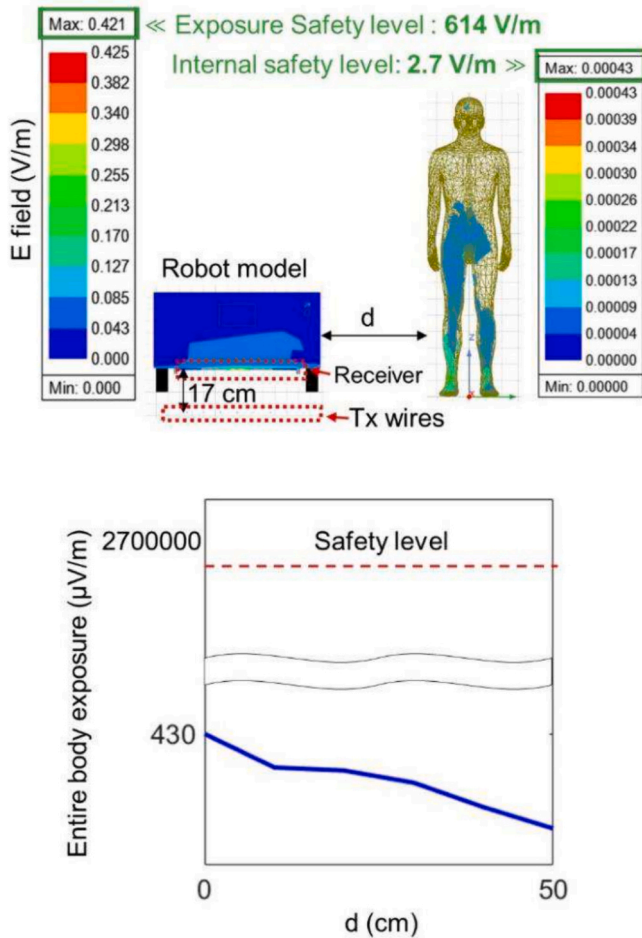 Max: 0.421 ≪ Exposure Safety level : 614 V/m
Internal safety level: 2.7 V/m ≫ Max: 0.00043
E field (V/m)
0.425
0.382
0.340
0.298
0.255
0.213
0.170
0.127
0.085
0.043
0.000
Min: 0.000
0.00043
0.00039
0.00034
0.00030
0.00026
0.00022
0.00017
0.00013
0.00009
0.00004
0.00000
Min: 0.00000
Robot model
d
Z
Receiver
17 cm
Tx wires
Entire body exposure (μV/m)
2700000
Safety level
430
0
50
d (cm)